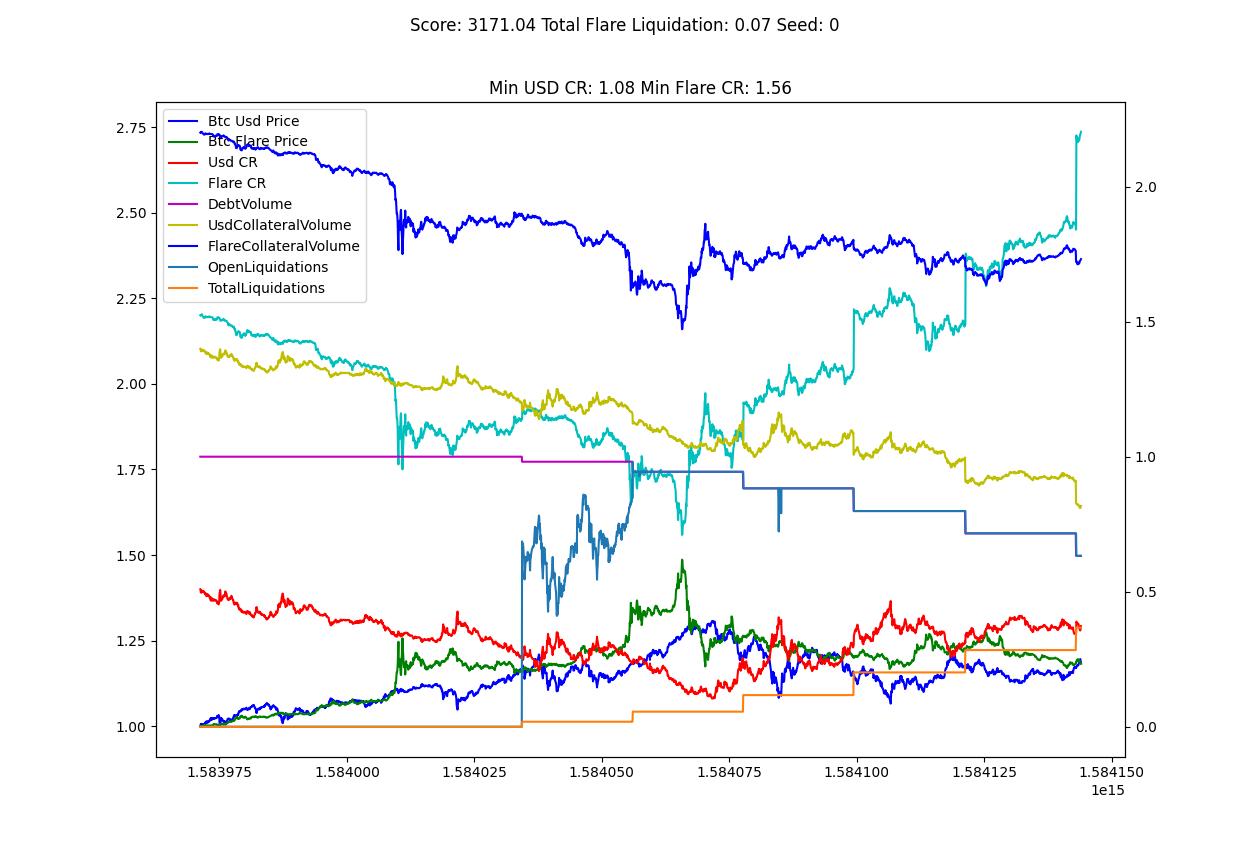 Score: 3171.04 Total Flare Liquidation: 0.07 Seed: 0
Min USD CR: 1.08 Min Flare CR: 1.56
Btc Usd Price
Btc Flare Price
Usd CR
Flare CR
DebtVolume
UsdCollateralVolume
FlareCollateralVolume
OpenLiquidations
TotalLiquidations
2.75
2.50
2.25
2.00
1.75
1.50
1.25
1.00
2.0
1.5
1.0
0.5
0.0
1.583975
1.584000
1.584025
1.584050
1.584075
1.584100
1.584125
1.584150
1e15